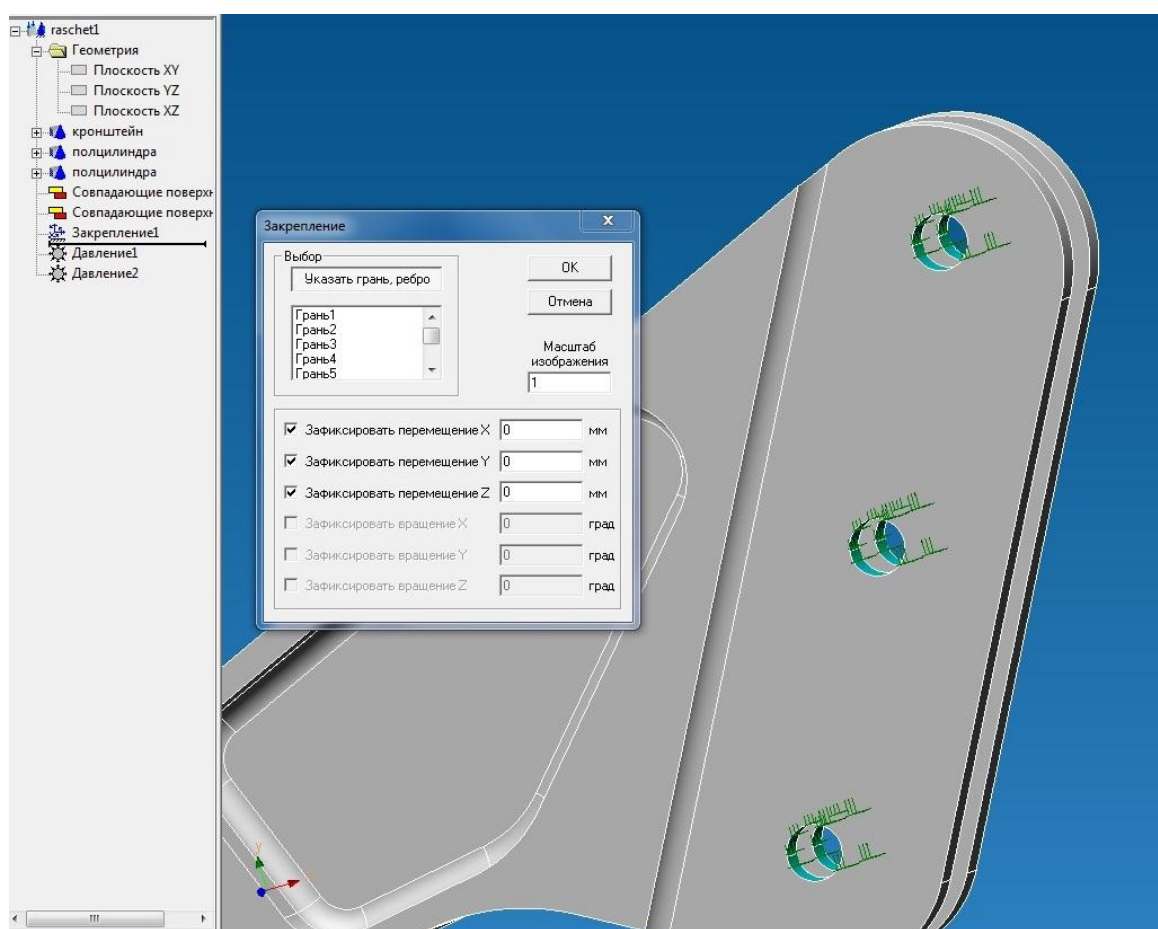 raschet1
Геометрия
Плоскость XY
Плоскость YZ
Плоскость XZ
кронштейн
полцилиндра
полцилиндра
Совпадающие поверхн
Совпадающие поверхн
Закрепление1
Давление1
Давление2
Закрепление
Выбор
Указать грань, ребро
OK
Отмена
Грань1
Грань2
Грань3
Грань4
Грань5
Масштаб
изображения
1
Зафиксировать перемещение X 0 мм
Зафиксировать перемещение Y 0 мм
Зафиксировать перемещение Z 0 мм
Зафиксировать вращение X 0 град
Зафиксировать вращение Y 0 град
Зафиксировать вращение Z 0 град
Y